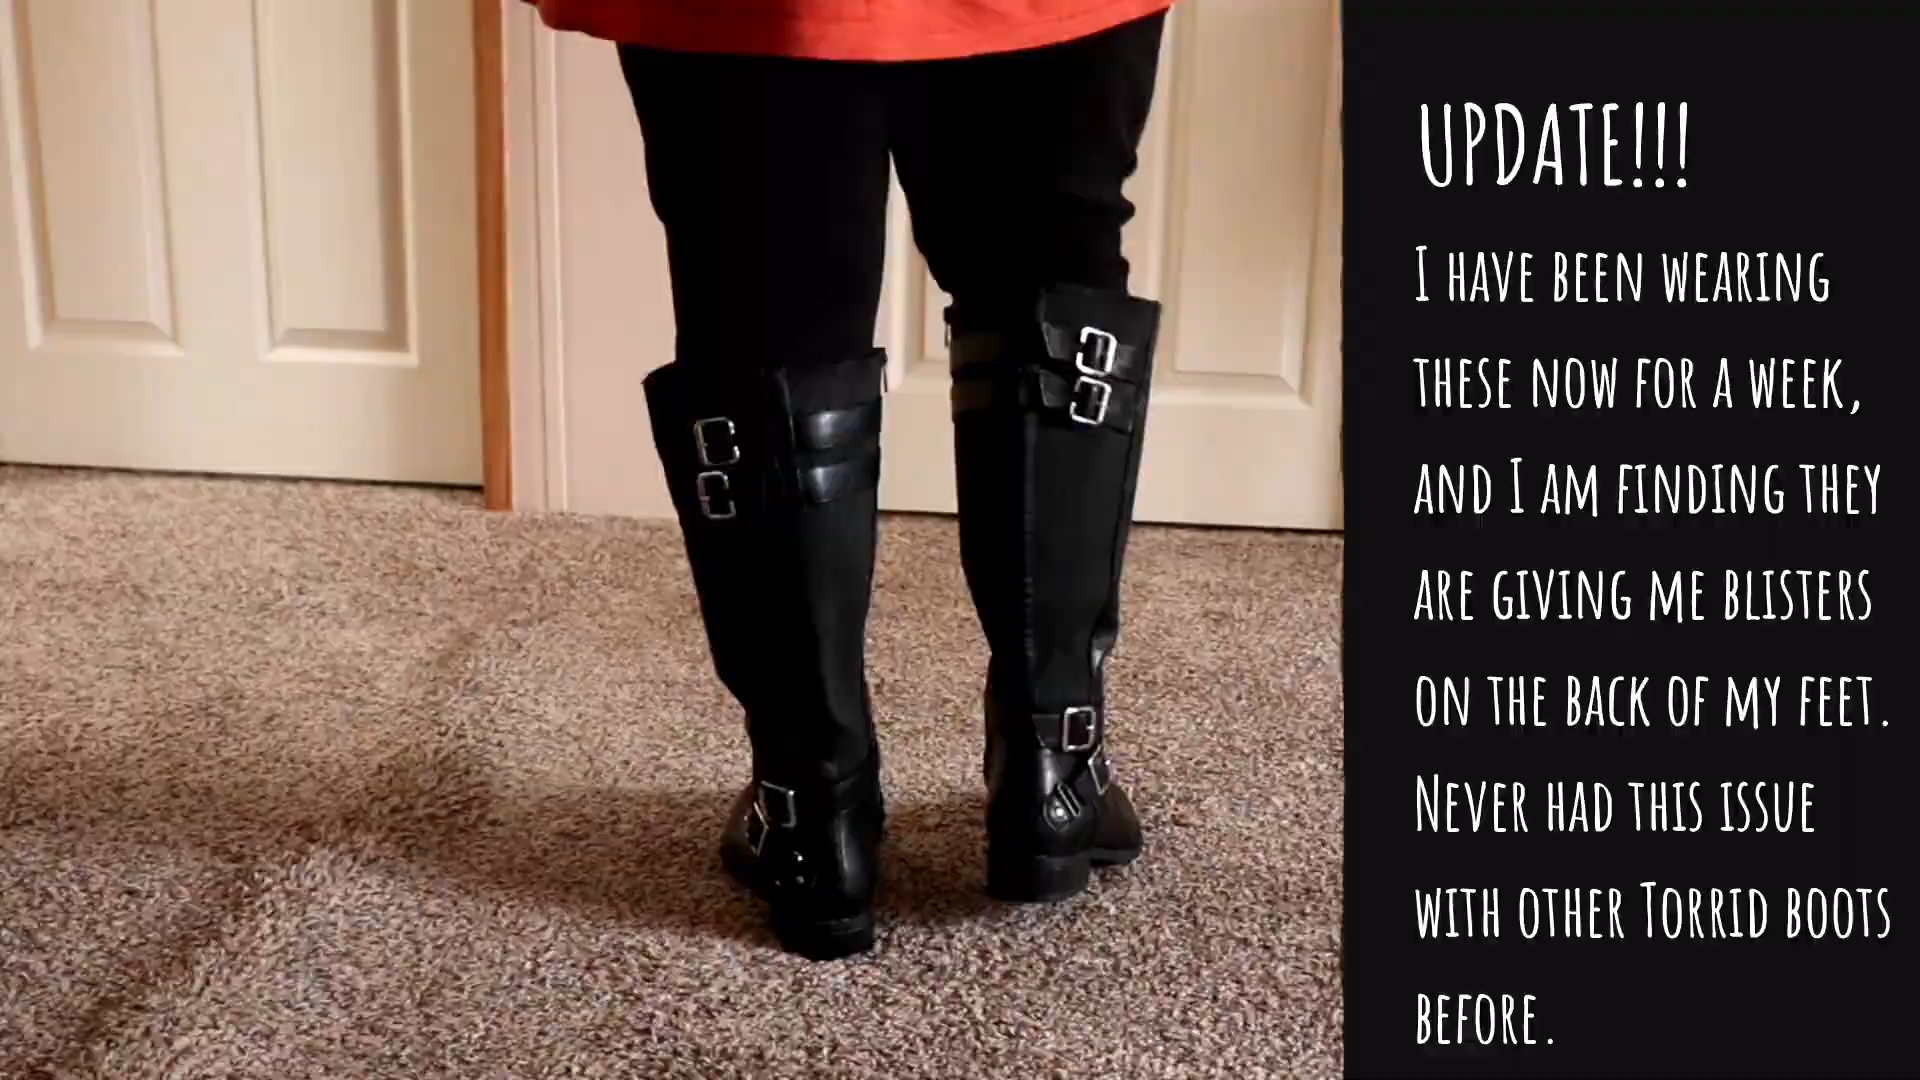 UPDATE!!!
I HAVE BEEN WEARING
THESE NOW FOR A WEEK,
AND I AM FINDING THEY
ARE GIVING ME BLISTERS
ON THE BACK OF MY FEET.
NEVER HAD THIS ISSUE
WITH OTHER TORRID BOOTS
BEFORE.